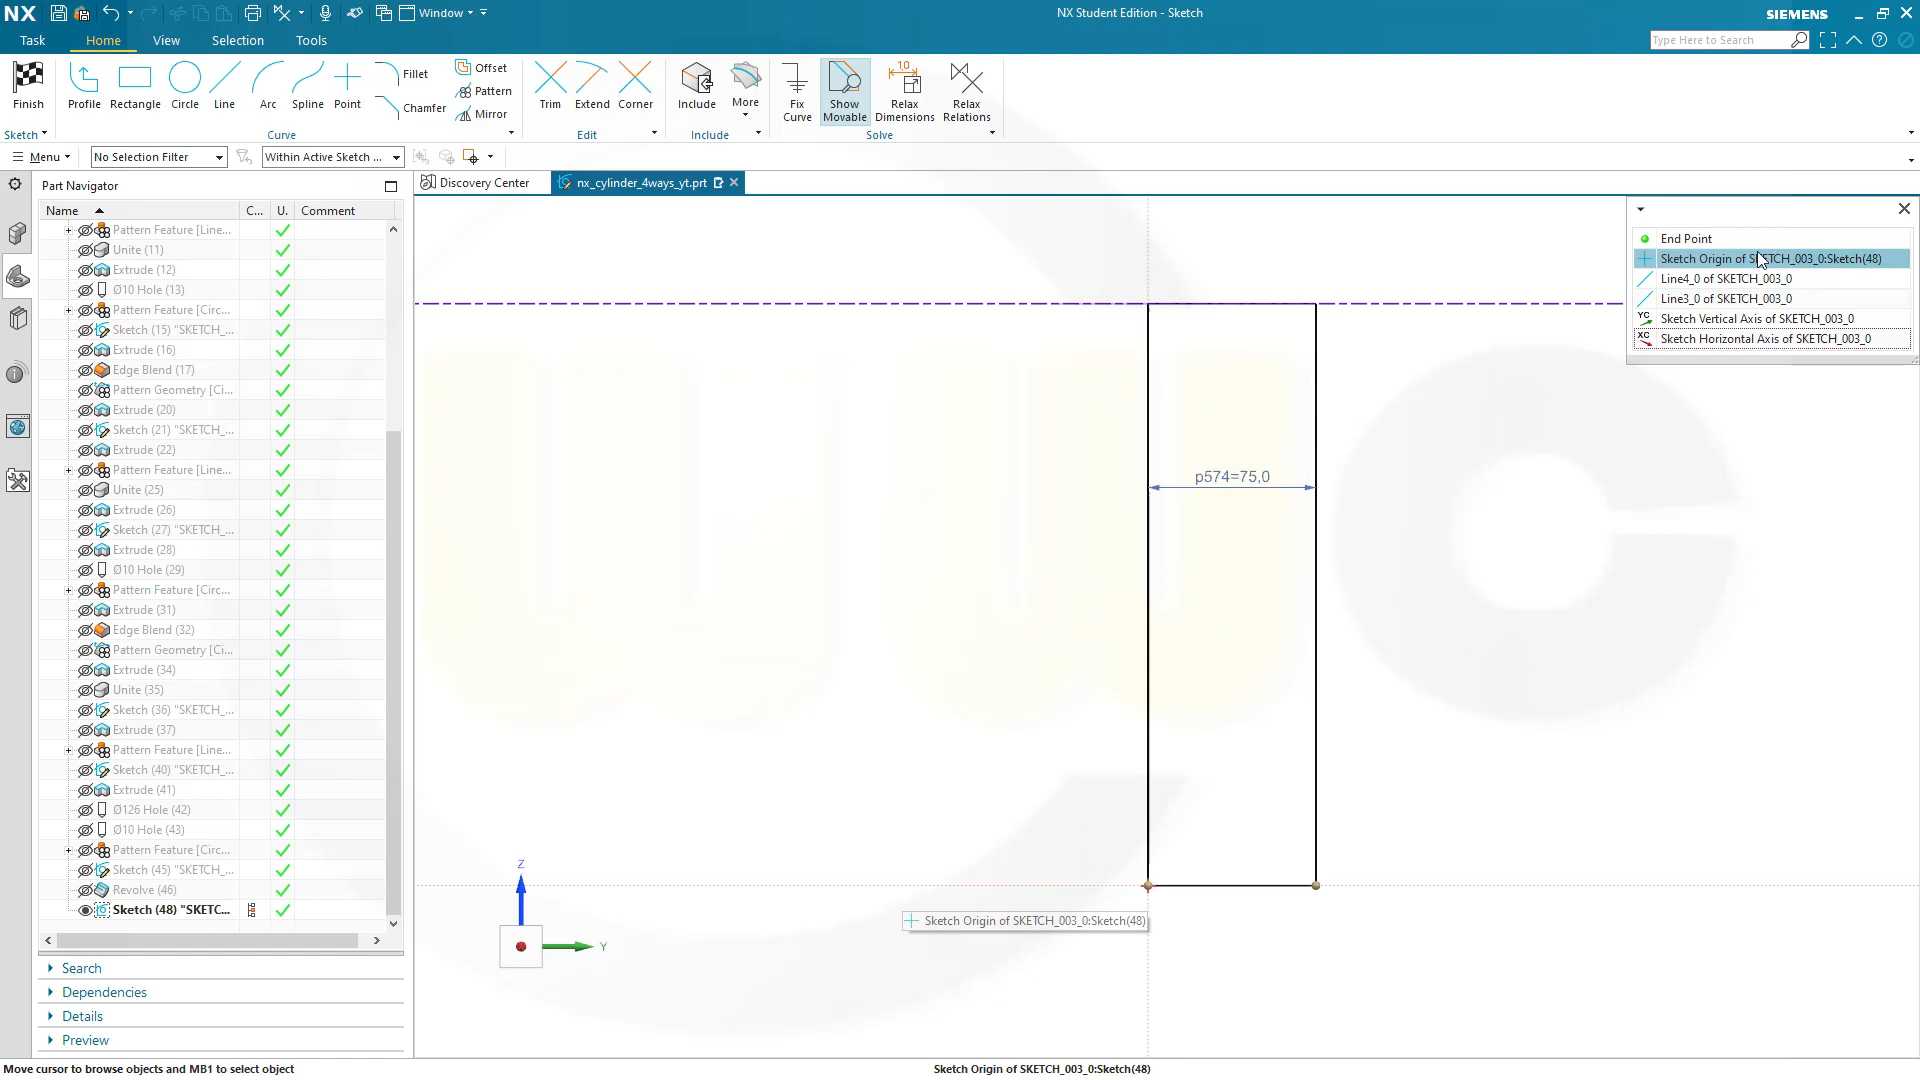 NX
Window
NX Student Edition - Sketch
SIEMENS
Task
Home
View
Selection
Tools
Type Here to Search
Finish
Profile
Rectangle
Circle
Line
Arc
Spline
Point
Fillet
Chamfer
Offset
Pattern
Mirror
Trim
Extend
Corner
Include
More
Fix Curve
Show Movable
Relax Dimensions
Relax Relations
Sketch
Curve
Edit
Include
Solve
Menu
No Selection Filter
Within Active Sketch ...
Part Navigator
Discovery Center
nx_cylinder_4ways_yt.prt
Name
C...
U.
Comment
Pattern Feature [Line...
Unite (11)
Extrude (12)
Ø10 Hole (13)
Pattern Feature [Circ...
Sketch (15) "SKETCH_...
Extrude (16)
Edge Blend (17)
Pattern Geometry [Ci...
Extrude (20)
Sketch (21) "SKETCH_...
Extrude (22)
Pattern Feature [Line...
Unite (25)
Extrude (26)
Sketch (27) "SKETCH_...
Extrude (28)
Ø10 Hole (29)
Pattern Feature [Circ...
Extrude (31)
Edge Blend (32)
Pattern Geometry [Ci...
Extrude (34)
Unite (35)
Sketch (36) "SKETCH_...
Extrude (37)
Pattern Feature [Line...
Sketch (40) "SKETCH_...
Extrude (41)
Ø126 Hole (42)
Ø10 Hole (43)
Pattern Feature [Circ...
Sketch (45) "SKETCH_...
Revolve (46)
Sketch (48) "SKETC...
Search
Dependencies
Details
Preview
End Point
Sketch Origin of SKETCH_003_0:Sketch(48)
Line4_0 of SKETCH_003_0
Line3_0 of SKETCH_003_0
YC
Sketch Vertical Axis of SKETCH_003_0
XC
Sketch Horizontal Axis of SKETCH_003_0
p574=75,0
Z
Y
Sketch Origin of SKETCH_003_0:Sketch(48)
Move cursor to browse objects and MB1 to select object
Sketch Origin of SKETCH_003_0:Sketch(48)